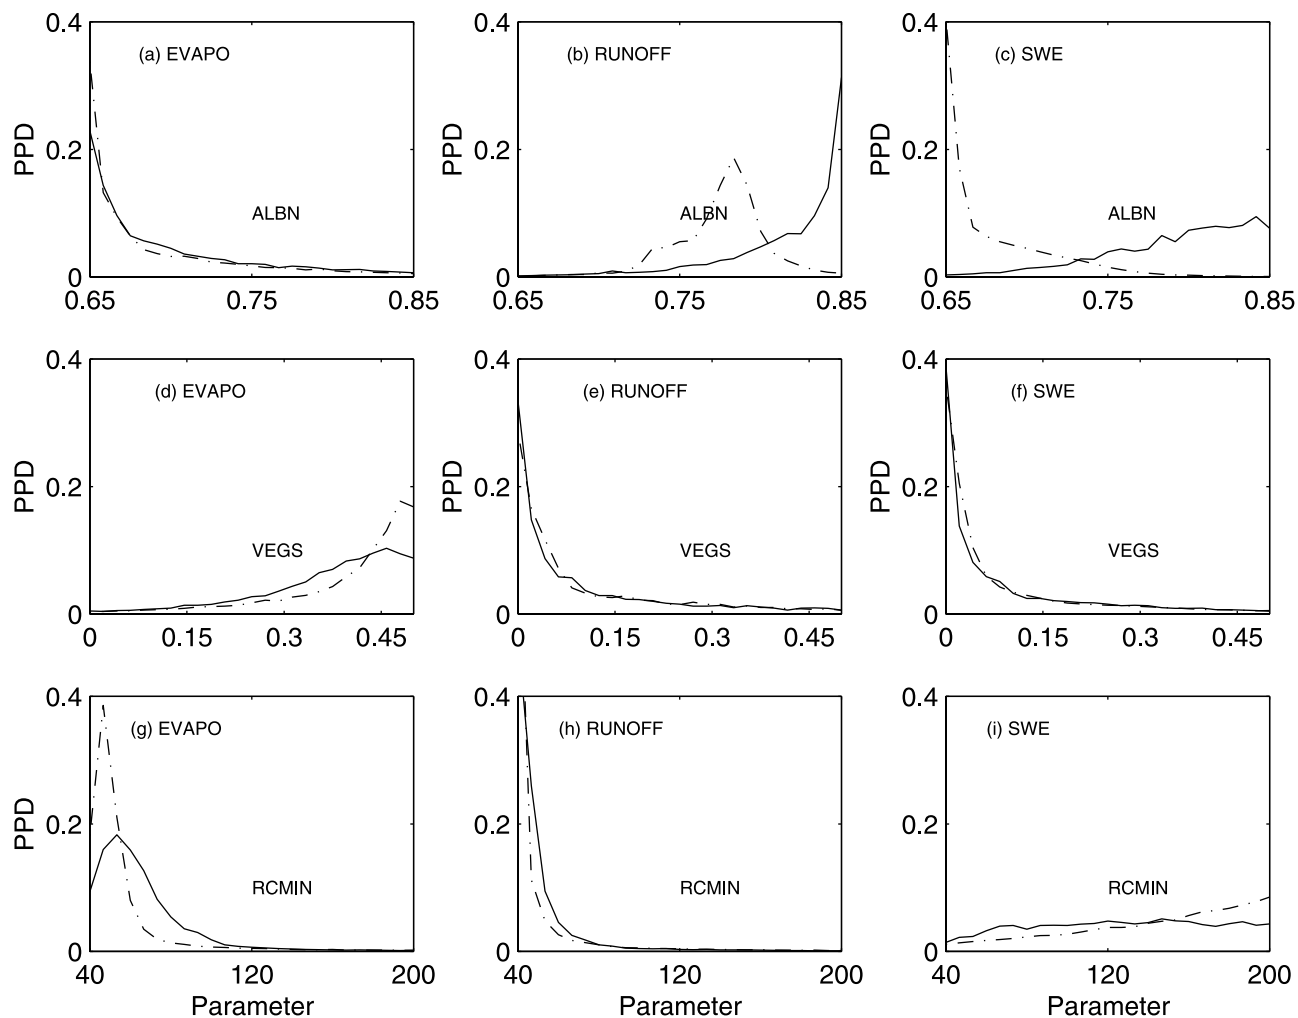 0.4
(a) EVAPO
PPD
0.2
ALBN
0
0.65
0.75
0.85
0.4
(b) RUNOFF
PPD
0.2
ALBN
0
0.65
0.75
0.85
0.4
(c) SWE
PPD
0.2
ALBN
0
0.65
0.75
0.85
0.4
(d) EVAPO
PPD
0.2
VEGS
0
0
0.15
0.3
0.45
0.4
(e) RUNOFF
PPD
0.2
VEGS
0
0
0.15
0.3
0.45
0.4
(f) SWE
PPD
0.2
VEGS
0
0
0.15
0.3
0.45
0.4
(g) EVAPO
PPD
0.2
RCMIN
0
40
120
200
Parameter
0.4
(h) RUNOFF
0.2
RCMIN
0
40
120
200
Parameter
0.4
(i) SWE
0.2
RCMIN
0
40
120
200
Parameter